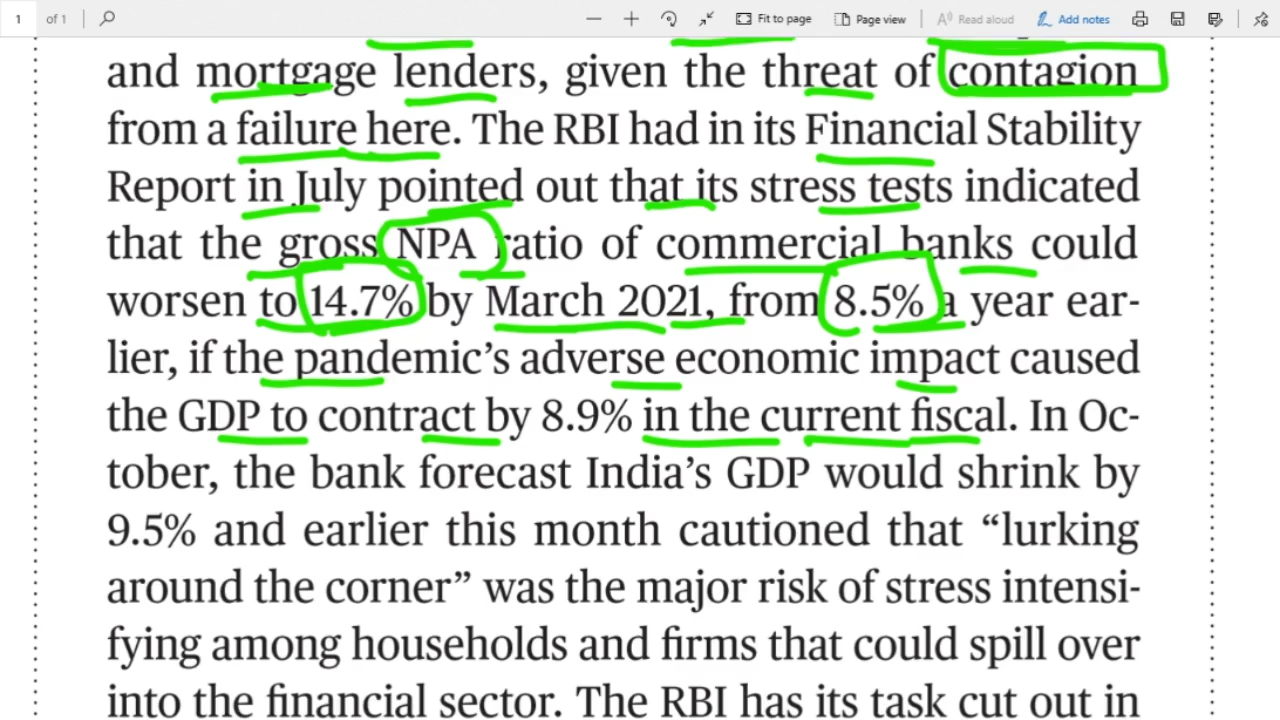 1 of 1 Fit to page Page view Read aloud Add notes
and mortgage lenders, given the threat of contagion
from a failure here. The RBI had in its Financial Stability
Report in July pointed out that its stress tests indicated
that the gross NPA ratio of commercial banks could
worsen to 14.7% by March 2021, from 8.5% a year ear-
lier, if the pandemic’s adverse economic impact caused
the GDP to contract by 8.9% in the current fiscal. In Oc-
tober, the bank forecast India’s GDP would shrink by
9.5% and earlier this month cautioned that “lurking
around the corner” was the major risk of stress intensi-
fying among households and firms that could spill over
into the financial sector. The RBI has its task cut out in